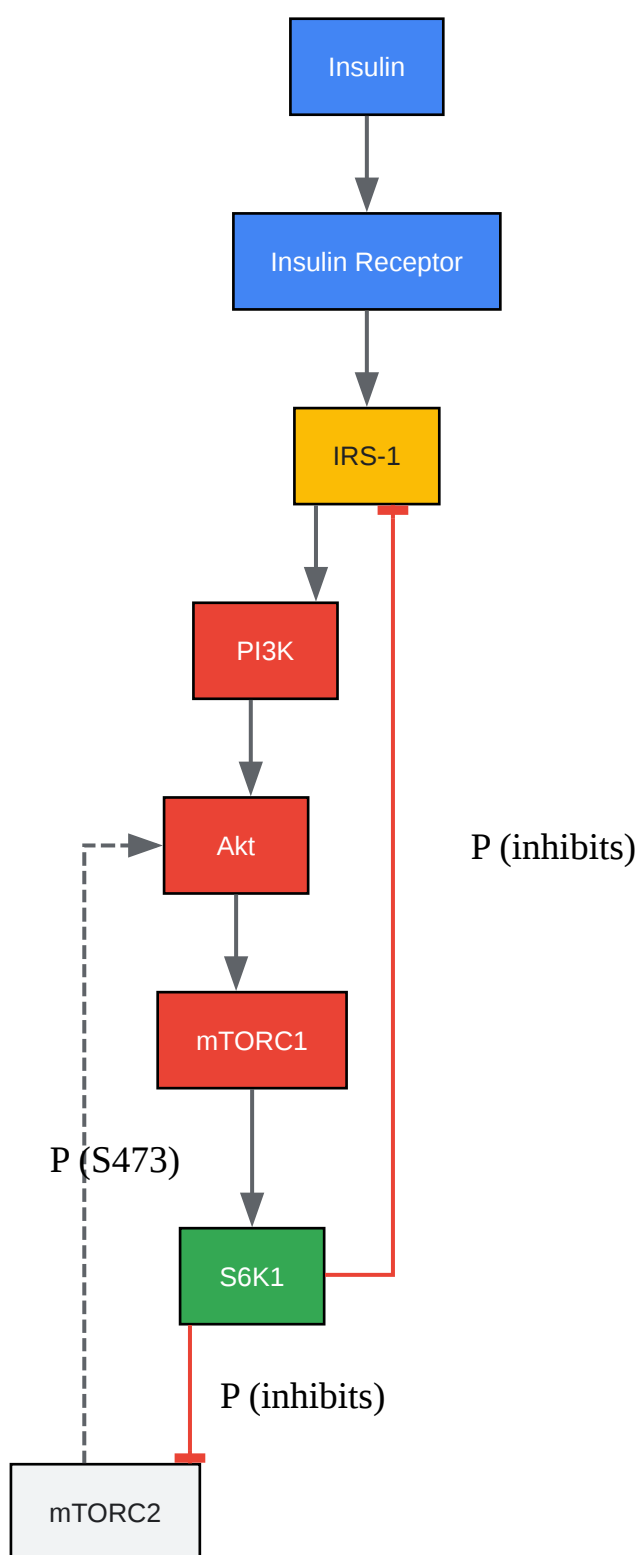 Insulin
Insulin Receptor
IRS-1
PI3K
Akt
P (inhibits)
mTORC1
P (S473)
S6K1
P (inhibits)
mTORC2